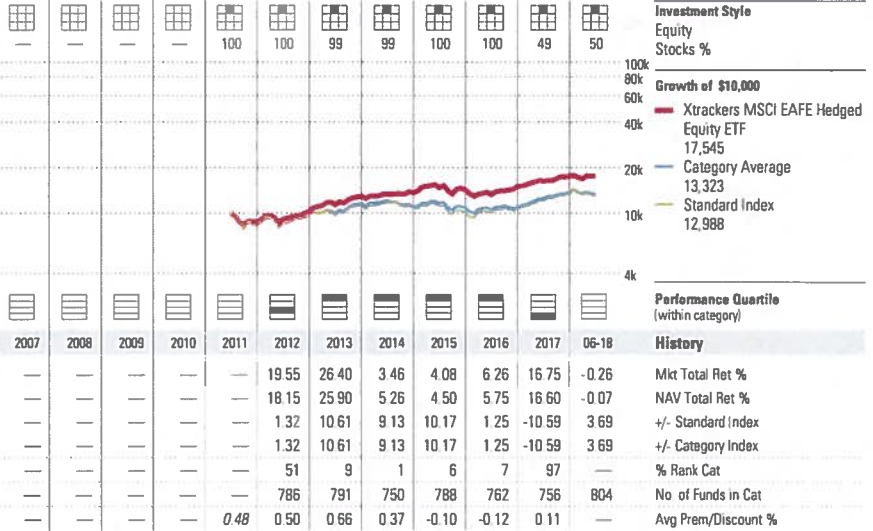 Investment Style
Equity
— — — — 100 100 99 99 100 100 49 50 Stocks %
100k
80k
60k
40k
20k
10k
4k
Growth of $10,000
Xtrackers MSCI EAFE Hedged
Equity ETF
17,545
Category Average
13,323
Standard Index
12,988
Performance Quartile
(within category)
2007 2008 2009 2010 2011 2012 2013 2014 2015 2016 2017 06-18 History
— — — — — 19.55 26.40 3.46 4.08 6.26 16.75 -0.26 Mkt Total Ret %
— — — — — 18.15 25.90 5.26 4.50 5.75 16.60 -0.07 NAV Total Ret %
— — — — — 1.32 10.61 9.13 10.17 1.25 -10.59 3.69 +/- Standard Index
— — — — — 1.32 10.61 9.13 10.17 1.25 -10.59 3.69 +/- Category Index
— — — — — 51 9 1 6 7 97 — % Rank Cat
— — — — — 786 791 750 788 762 756 804 No. of Funds in Cat
— — — — 0.48 0.50 0.66 0.37 -0.10 -0.12 0.11 — Avg Prem/Discount %